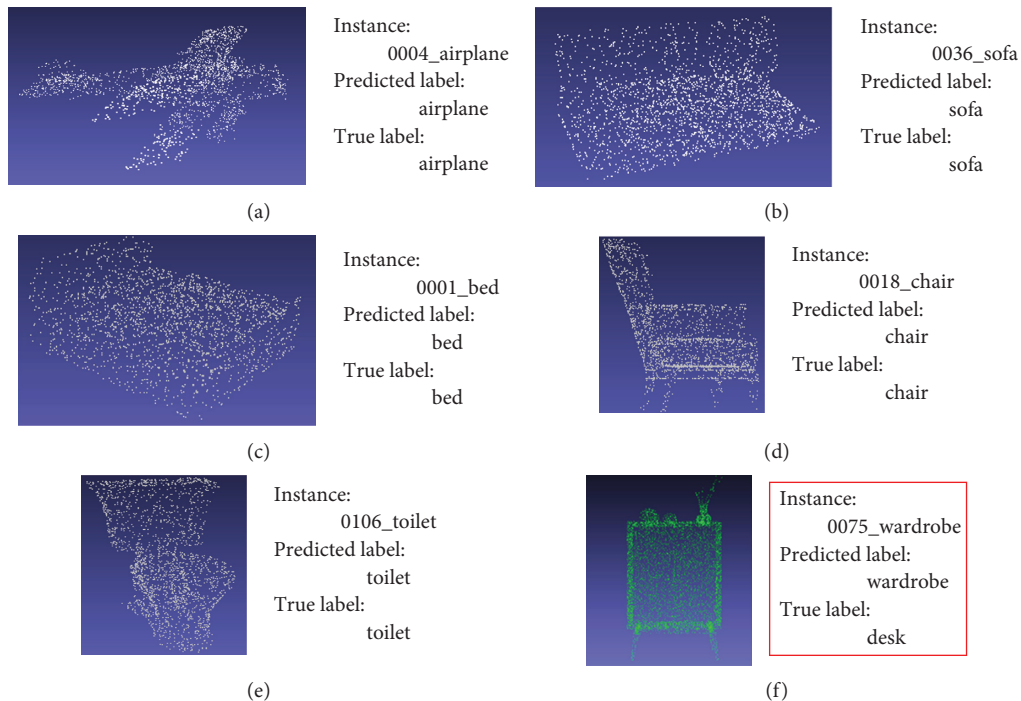 Instance:
0004_airplane
Predicted label:
airplane
True label:
airplane
(a)
Instance:
0036_sofa
Predicted label:
sofa
True label:
sofa
(b)
Instance:
0001_bed
Predicted label:
bed
True label:
bed
(c)
Instance:
0018_chair
Predicted label:
chair
True label:
chair
(d)
Instance:
0106_toilet
Predicted label:
toilet
True label:
toilet
(e)
Instance:
0075_wardrobe
Predicted label:
wardrobe
True label:
desk
(f)